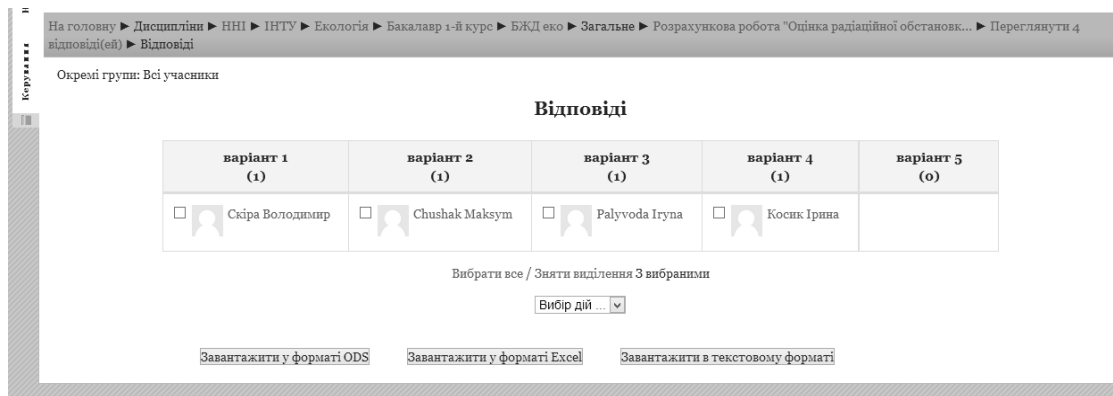 На головну ► Дисципліни ► ННІ ► ІНТУ ► Екологія ► Бакалавр 1-й курс ► БЖД еко ► Загальне ► Розрахункова робота "Оцінка радіаційної обстановк... ► Переглянути 4
відповіді(ей) ► Відповіді
Керування
Окремі групи: Всі учасники
Відповіді
варіант 1 варіант 2 варіант 3 варіант 4 варіант 5
(1) (1) (1) (1) (0)
Скіра Володимир Chushak Maksym Palyvoda Iryna Косик Ірина
Вибрати все / Зняти виділення З вибраними
Вибір дій ...
Завантажити у форматі ODS Завантажити у форматі Excel Завантажити в текстовому форматі